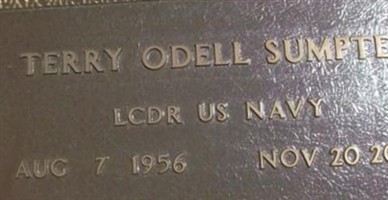 TERRY ODELL SUMPTE
LCDR US NAVY
AUG 7 1956 NOV 20 20